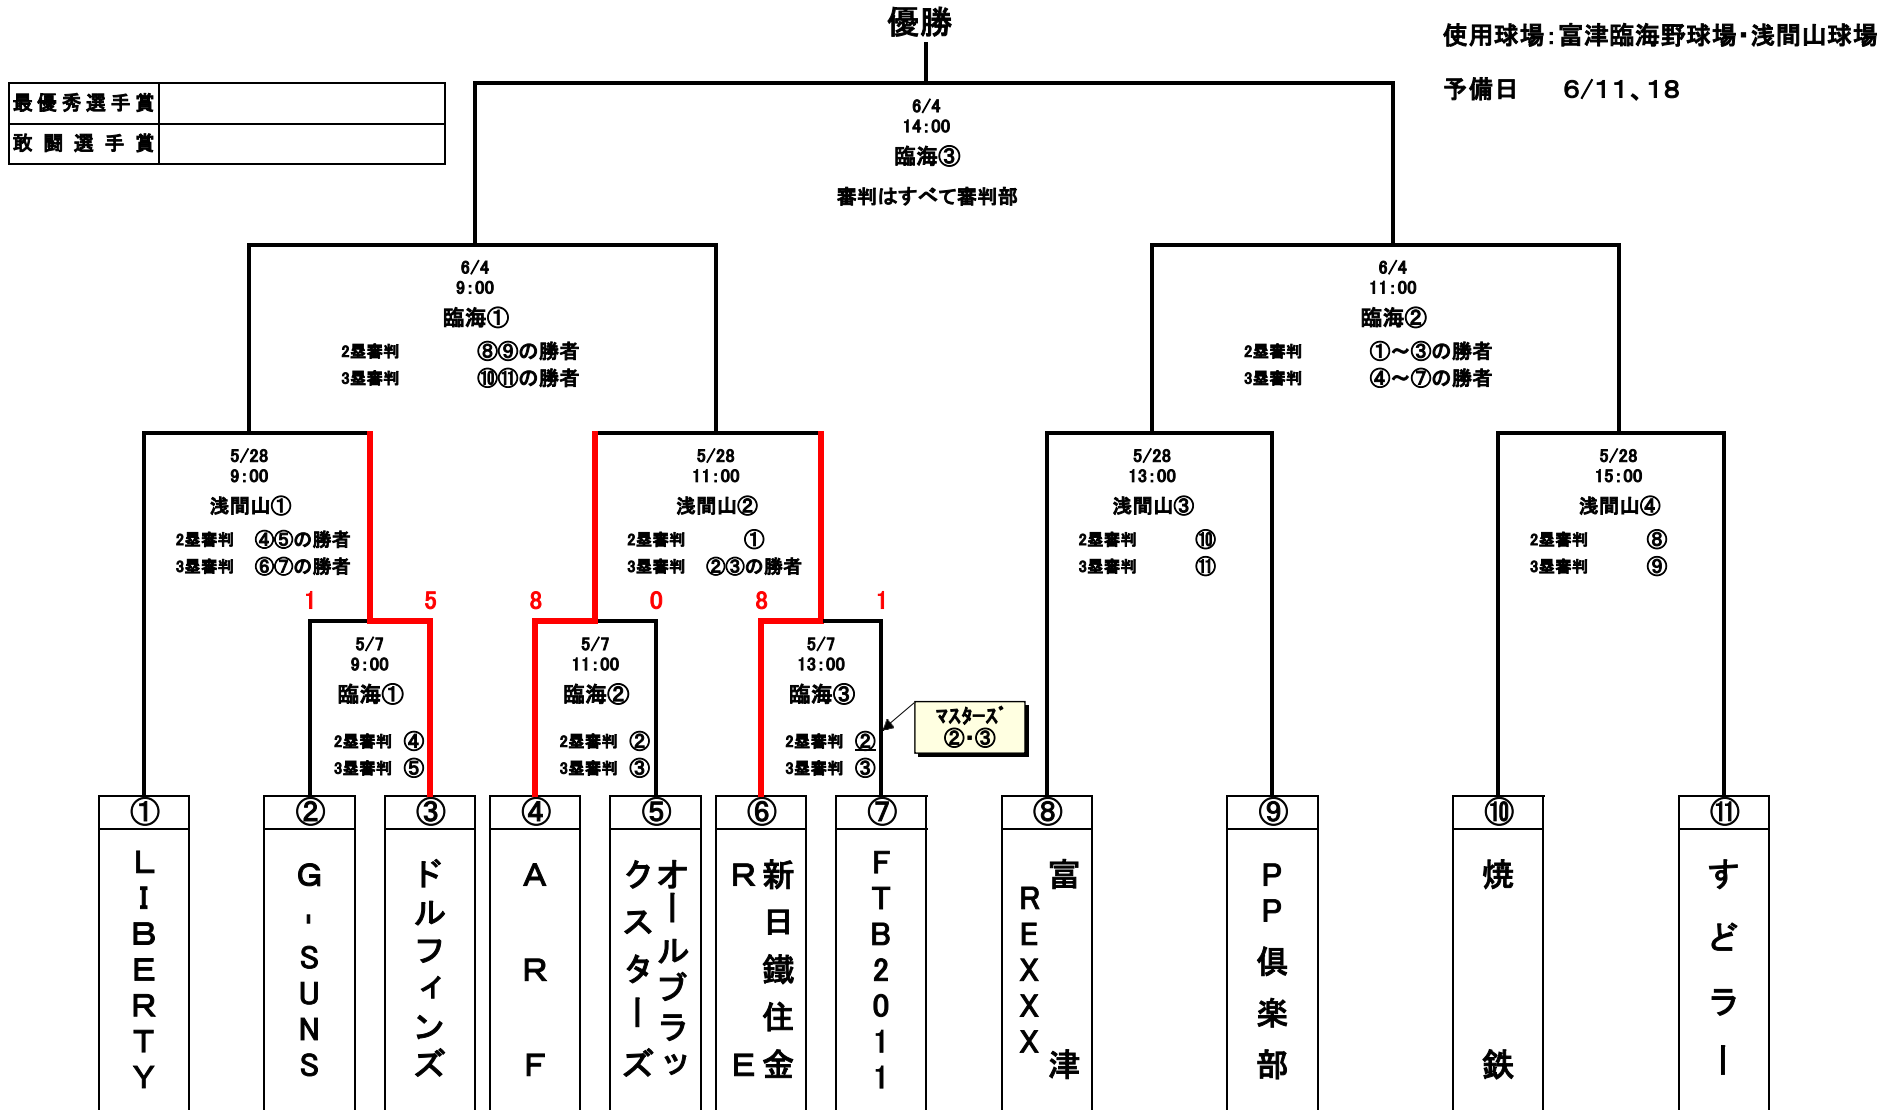 優勝
使用球場：富津臨海野球場・浅間山球場
予備日　6/11、18
最優秀選手賞
敢闘選手賞
6/4
14:00
臨海③
審判はすべて審判部
6/4
9:00
臨海①
2塁審判　⑧⑨の勝者
3塁審判　⑩⑪の勝者
6/4
11:00
臨海②
2塁審判　①～③の勝者
3塁審判　④～⑦の勝者
5/28
9:00
浅間山①
2塁審判　④⑤の勝者
3塁審判　⑥⑦の勝者
5/28
11:00
浅間山②
2塁審判　①
3塁審判　②③の勝者
5/28
13:00
浅間山③
2塁審判　⑩
3塁審判　⑪
5/28
15:00
浅間山④
2塁審判　⑧
3塁審判　⑨
1　5　8　0　8　1
5/7
9:00
臨海①
2塁審判　④
3塁審判　⑤
5/7
11:00
臨海②
2塁審判　②
3塁審判　③
5/7
13:00
臨海③
2塁審判　②
3塁審判　③
マスターズ
②・③
①
LIBERTY
②
G-SUNS
③
ドルフィンズ
④
ARF
⑤
オールブラッ
クスターズ
⑥
新日鐵住金
RE
⑦
FTB2011
⑧
富津
REXXX
⑨
PP倶楽部
⑩
焼鉄
⑪
すどラー